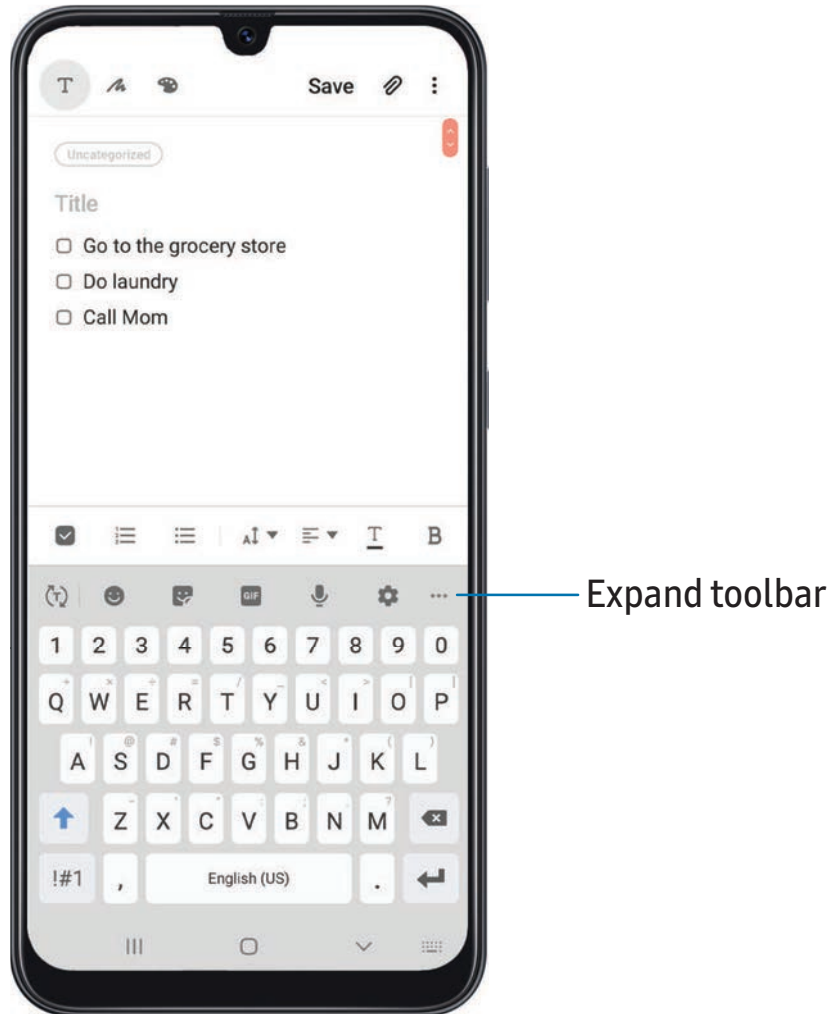 T Save
Uncategorized
Title
Go to the grocery store
Do laundry
Call Mom
A T B
T GIF
Expand toolbar
1 2 3 4 5 6 7 8 9 0
Q W E R T Y U I O P
A S D F G H J K L
Z X C V B N M
!#1 , English (US) .